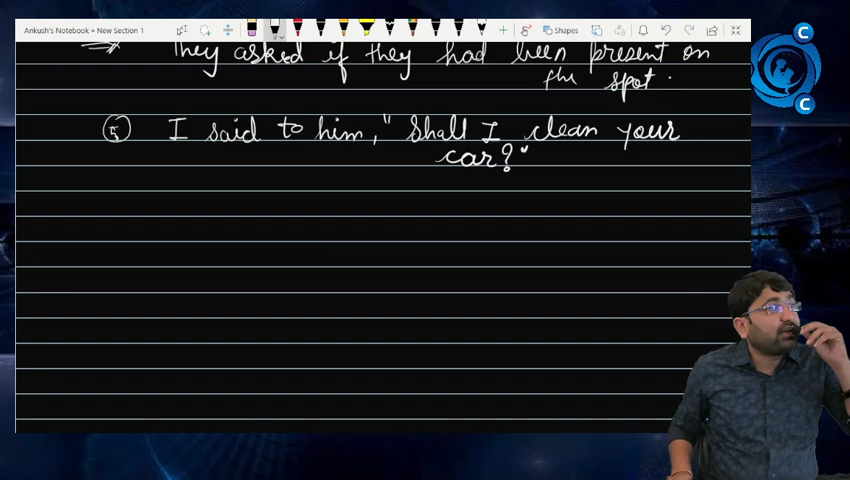 Ankush's Notebook » New Section 1
Shapes
They asked if they had been present on
the spot.
⑤ I said to him, "Shall I clean your
car?"
C
C